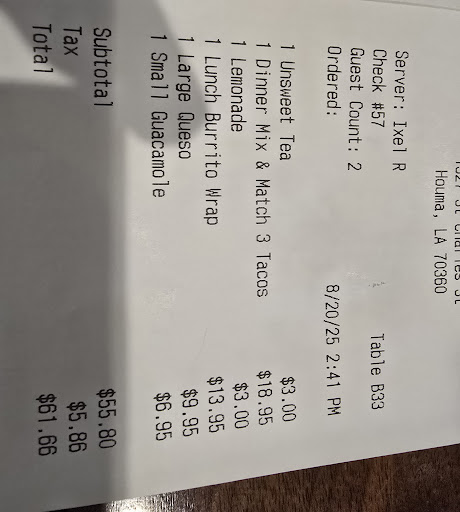 Houma, LA 70360
Server: Ixel R
Check #57 Table B33
Guest Count: 2
Ordered: 8/20/25 2:41 PM
1 Unsweet Tea $3.00
1 Dinner Mix & Match 3 Tacos $18.95
1 Lemonade $3.00
1 Lunch Burrito Wrap $13.95
1 Large Queso $9.95
1 Small Guacamole $6.95
Subtotal $55.80
Tax $5.86
Total $61.66